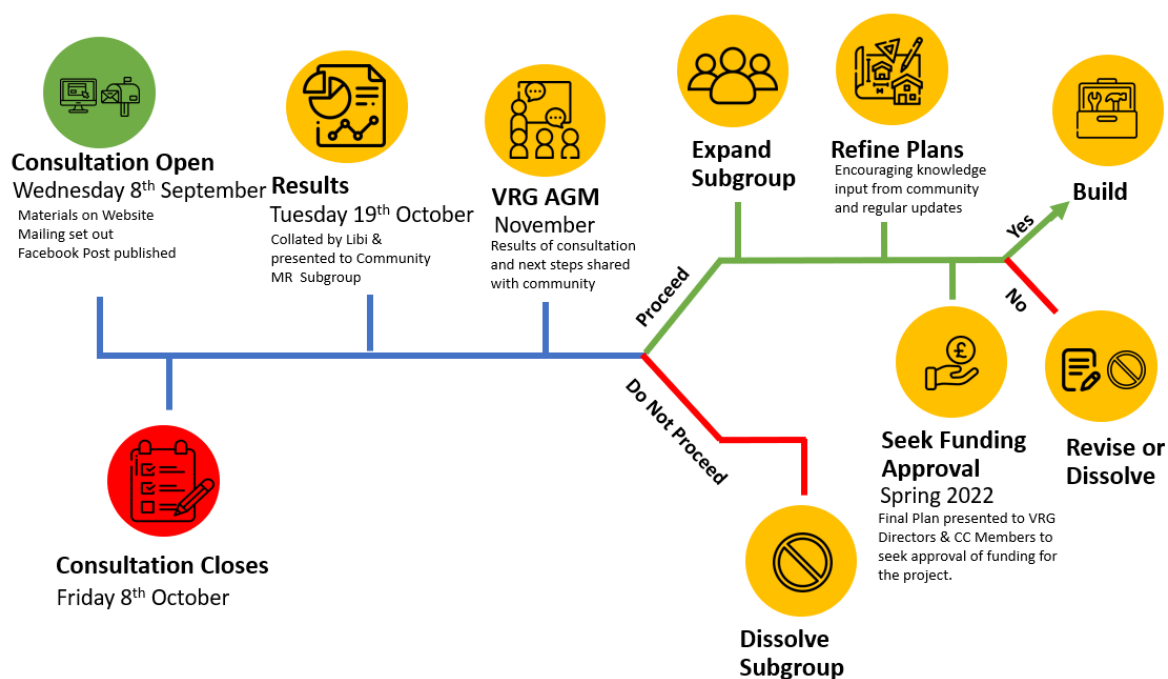 Consultation Open
Wednesday 8th September
Materials on Website
Mailing set out
Facebook Post published
Results
Tuesday 19th October
Collated by Libi &
presented to Community
MR Subgroup
VRG AGM
November
Results of consultation
and next steps shared
with community
Expand
Subgroup
Refine Plans
Encouraging knowledge
input from community
and regular updates
Build
Yes
No
Proceed
Do Not Proceed
£
Seek Funding
Approval
Spring 2022
Final Plan presented to VRG
Directors & CC Members to
seek approval of funding for
the project.
Revise or
Dissolve
Consultation Closes
Friday 8th October
Dissolve
Subgroup